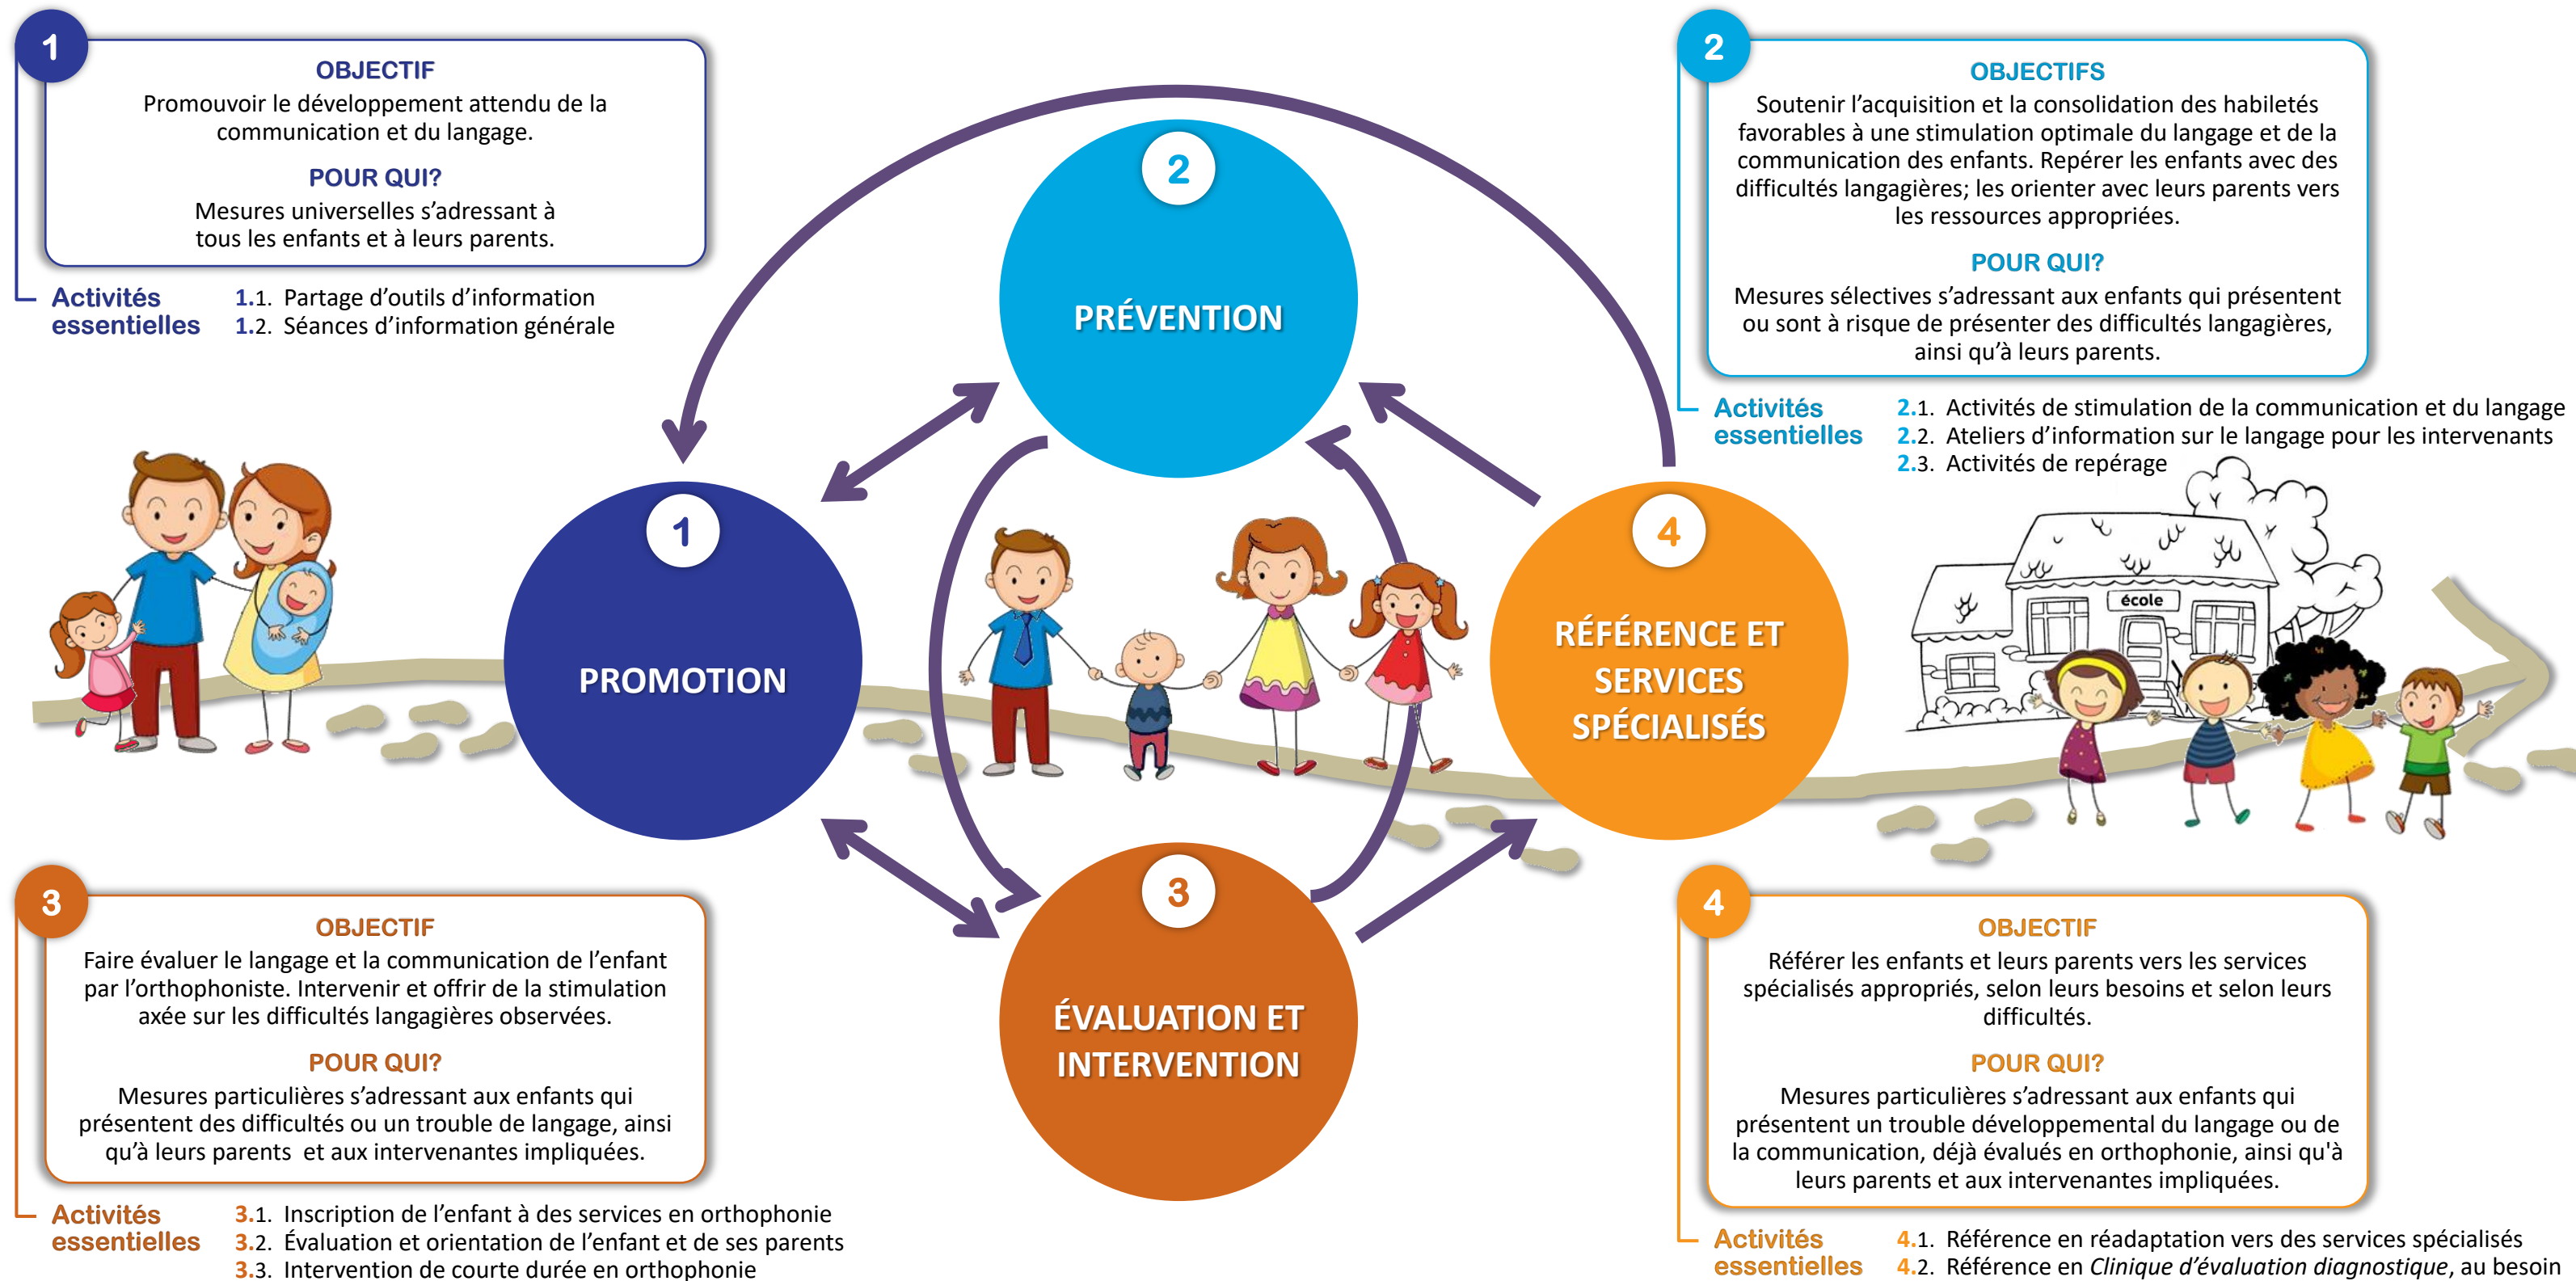 1
OBJECTIF
Promouvoir le développement attendu de la
communication et du langage.
POUR QUI?
Mesures universelles s'adressant à
tous les enfants et à leurs parents.
Activités
essentielles
1.1. Partage d'outils d'information
1.2. Séances d'information générale
2
OBJECTIFS
Soutenir l'acquisition et la consolidation des habiletés
favorables à une stimulation optimale du langage et de la
communication des enfants. Repérer les enfants avec des
difficultés langagières; les orienter avec leurs parents vers
les ressources appropriées.
POUR QUI?
Mesures sélectives s'adressant aux enfants qui présentent
ou sont à risque de présenter des difficultés langagières,
ainsi qu'à leurs parents.
Activités
essentielles
2.1. Activités de stimulation de la communication et du langage
2.2. Ateliers d'information sur le langage pour les intervenants
2.3. Activités de repérage
2
PRÉVENTION
1
PROMOTION
4
RÉFÉRENCE ET
SERVICES
SPÉCIALISÉS
école
3
ÉVALUATION ET
INTERVENTION
3
OBJECTIF
Faire évaluer le langage et la communication de l'enfant
par l'orthophoniste. Intervenir et offrir de la stimulation
axée sur les difficultés langagières observées.
POUR QUI?
Mesures particulières s'adressant aux enfants qui
présentent des difficultés ou un trouble de langage, ainsi
qu'à leurs parents et aux intervenantes impliquées.
Activités
essentielles
3.1. Inscription de l'enfant à des services en orthophonie
3.2. Évaluation et orientation de l'enfant et de ses parents
3.3. Intervention de courte durée en orthophonie
4
OBJECTIF
Référer les enfants et leurs parents vers les services
spécialisés appropriés, selon leurs besoins et selon leurs
difficultés.
POUR QUI?
Mesures particulières s'adressant aux enfants qui
présentent un trouble développemental du langage ou de
la communication, déjà évalués en orthophonie, ainsi qu'à
leurs parents et aux intervenantes impliquées.
Activités
essentielles
4.1. Référence en réadaptation vers des services spécialisés
4.2. Référence en Clinique d'évaluation diagnostique, au besoin